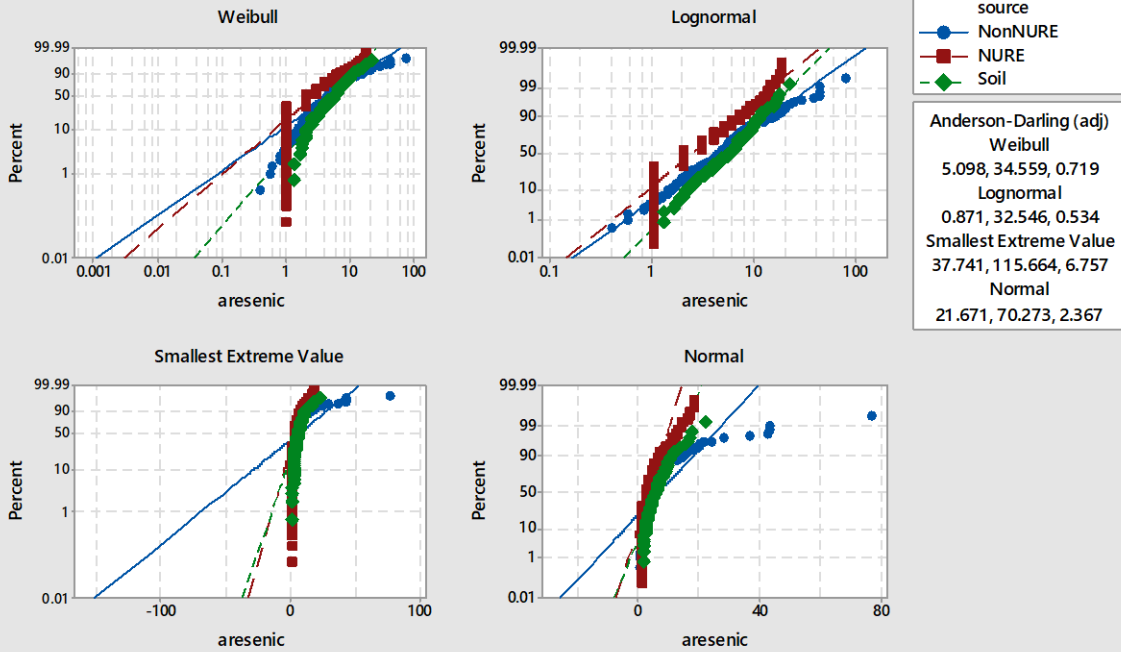 Weibull
99.99
90
50
10
1
0.01
Percent
0.001 0.01 0.1 1 10 100
aresenic
Lognormal
99.99
99
90
50
10
1
0.01
Percent
0.1 1 10 100
aresenic
source
NonNURE
NURE
Soil
Anderson-Darling (adj)
Weibull
5.098, 34.559, 0.719
Lognormal
0.871, 32.546, 0.534
Smallest Extreme Value
37.741, 115.664, 6.757
Normal
21.671, 70.273, 2.367
Smallest Extreme Value
99.99
90
50
10
1
0.01
Percent
-100 0 100
aresenic
Normal
99.99
99
90
50
10
1
0.01
Percent
0 40 80
aresenic